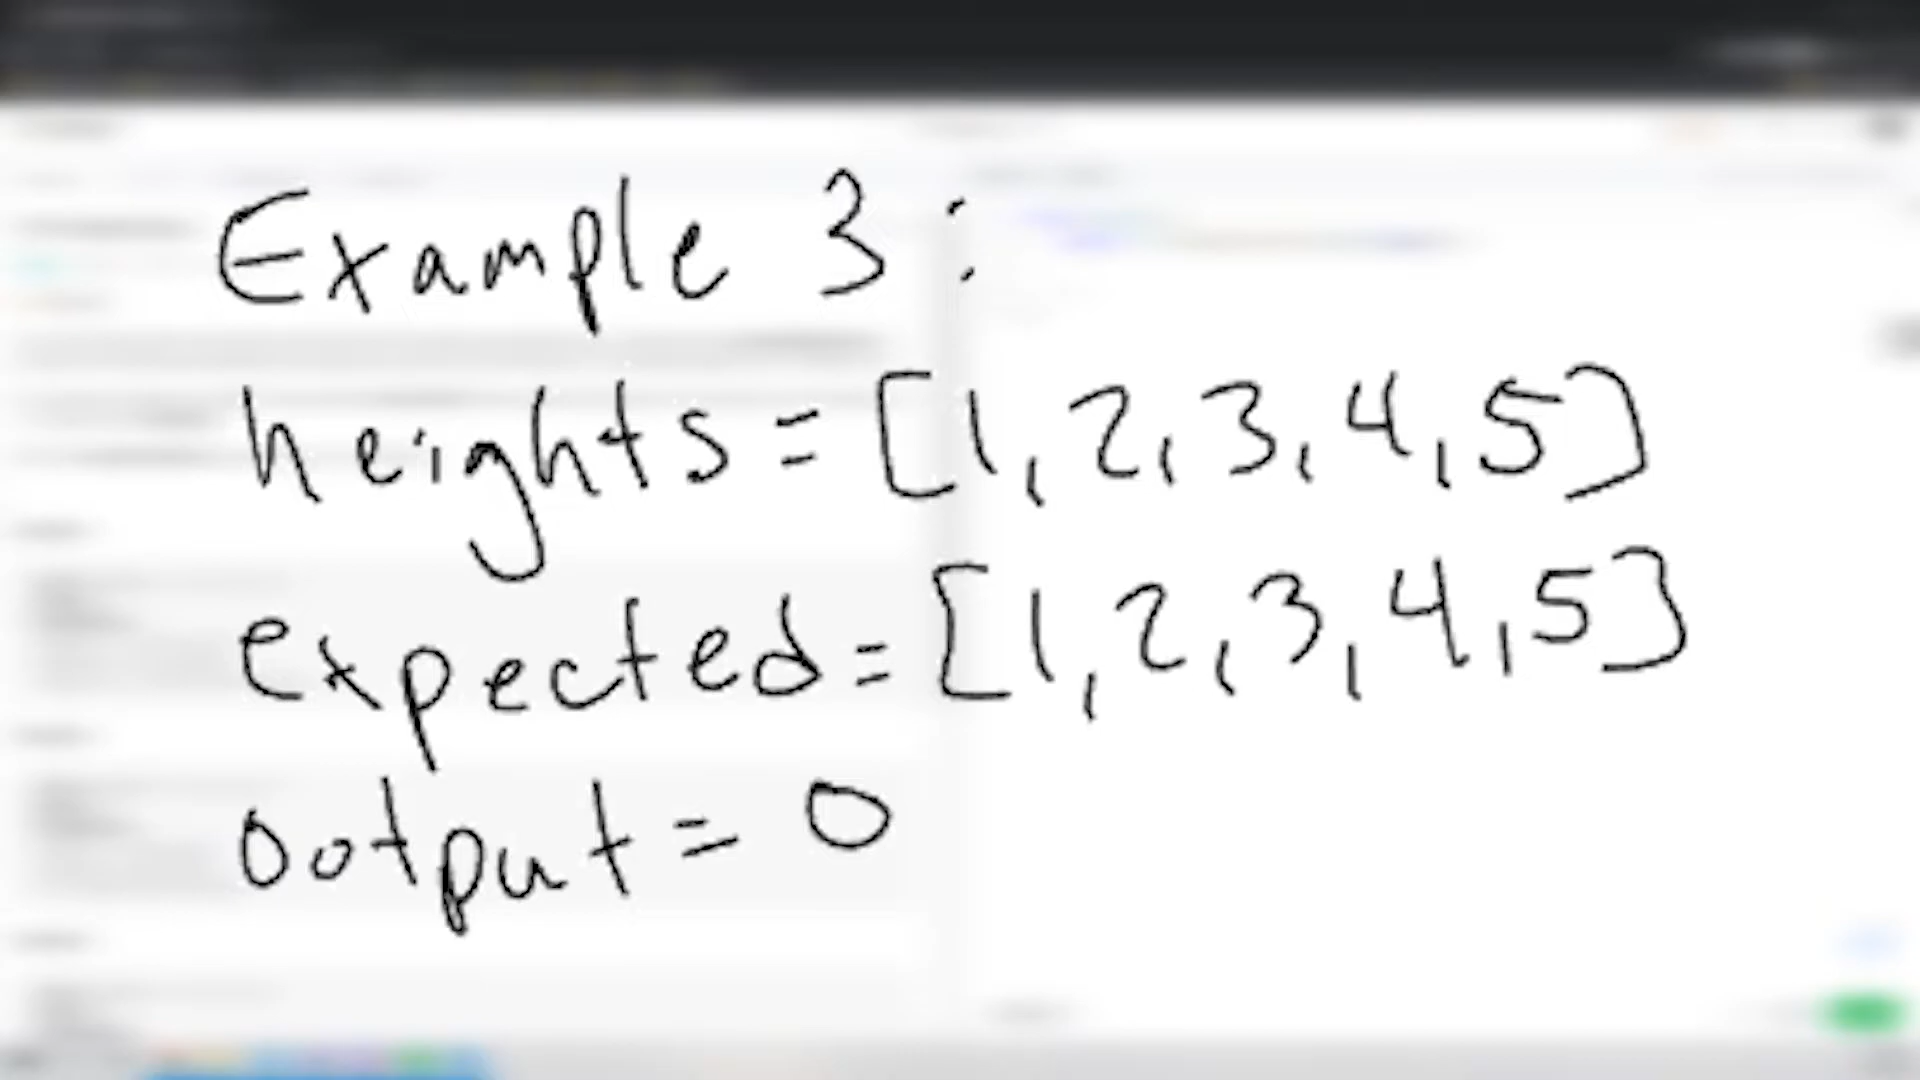 Example 3:
heights = [1, 2, 3, 4, 5]
expected = [1, 2, 3, 4, 5]
output = 0